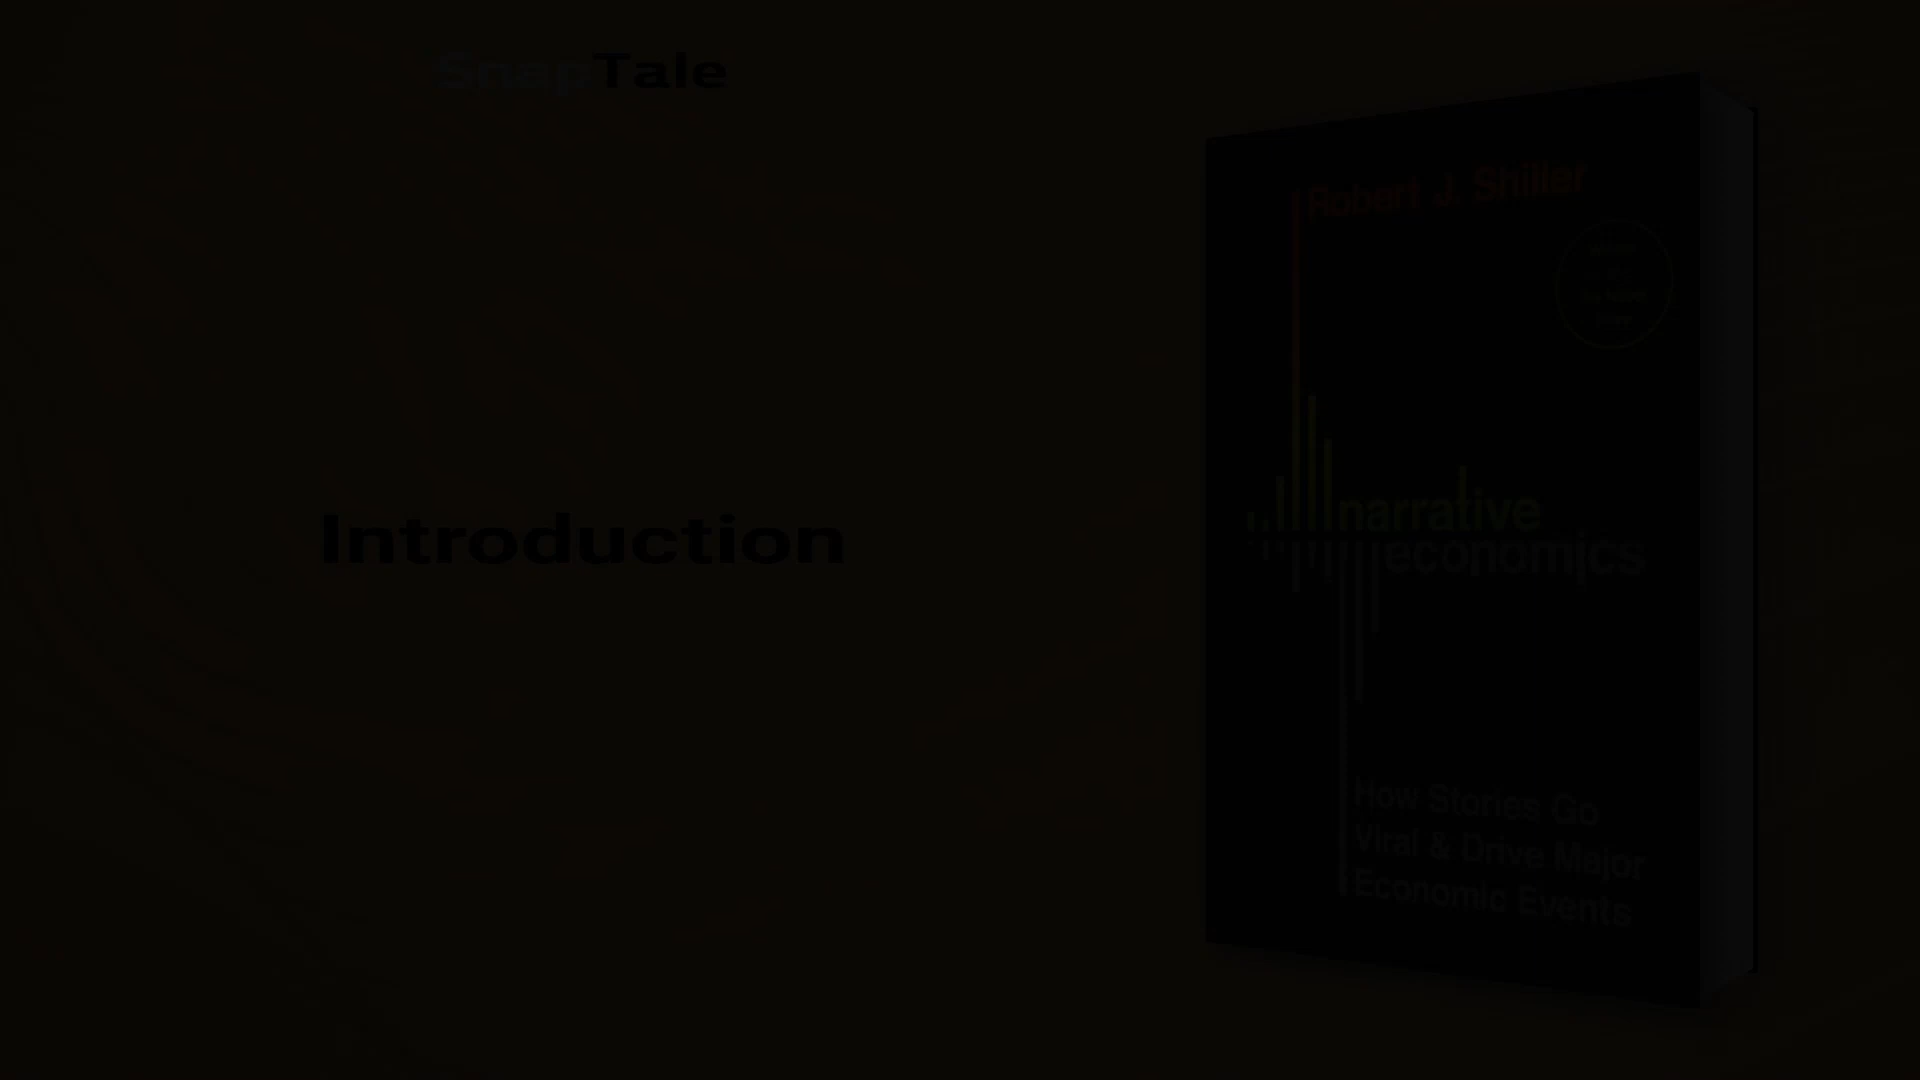 SnapTale
Introduction
Robert J. Shiller
narrative
economics
How Stories Go
Viral & Drive Major
Economic Events